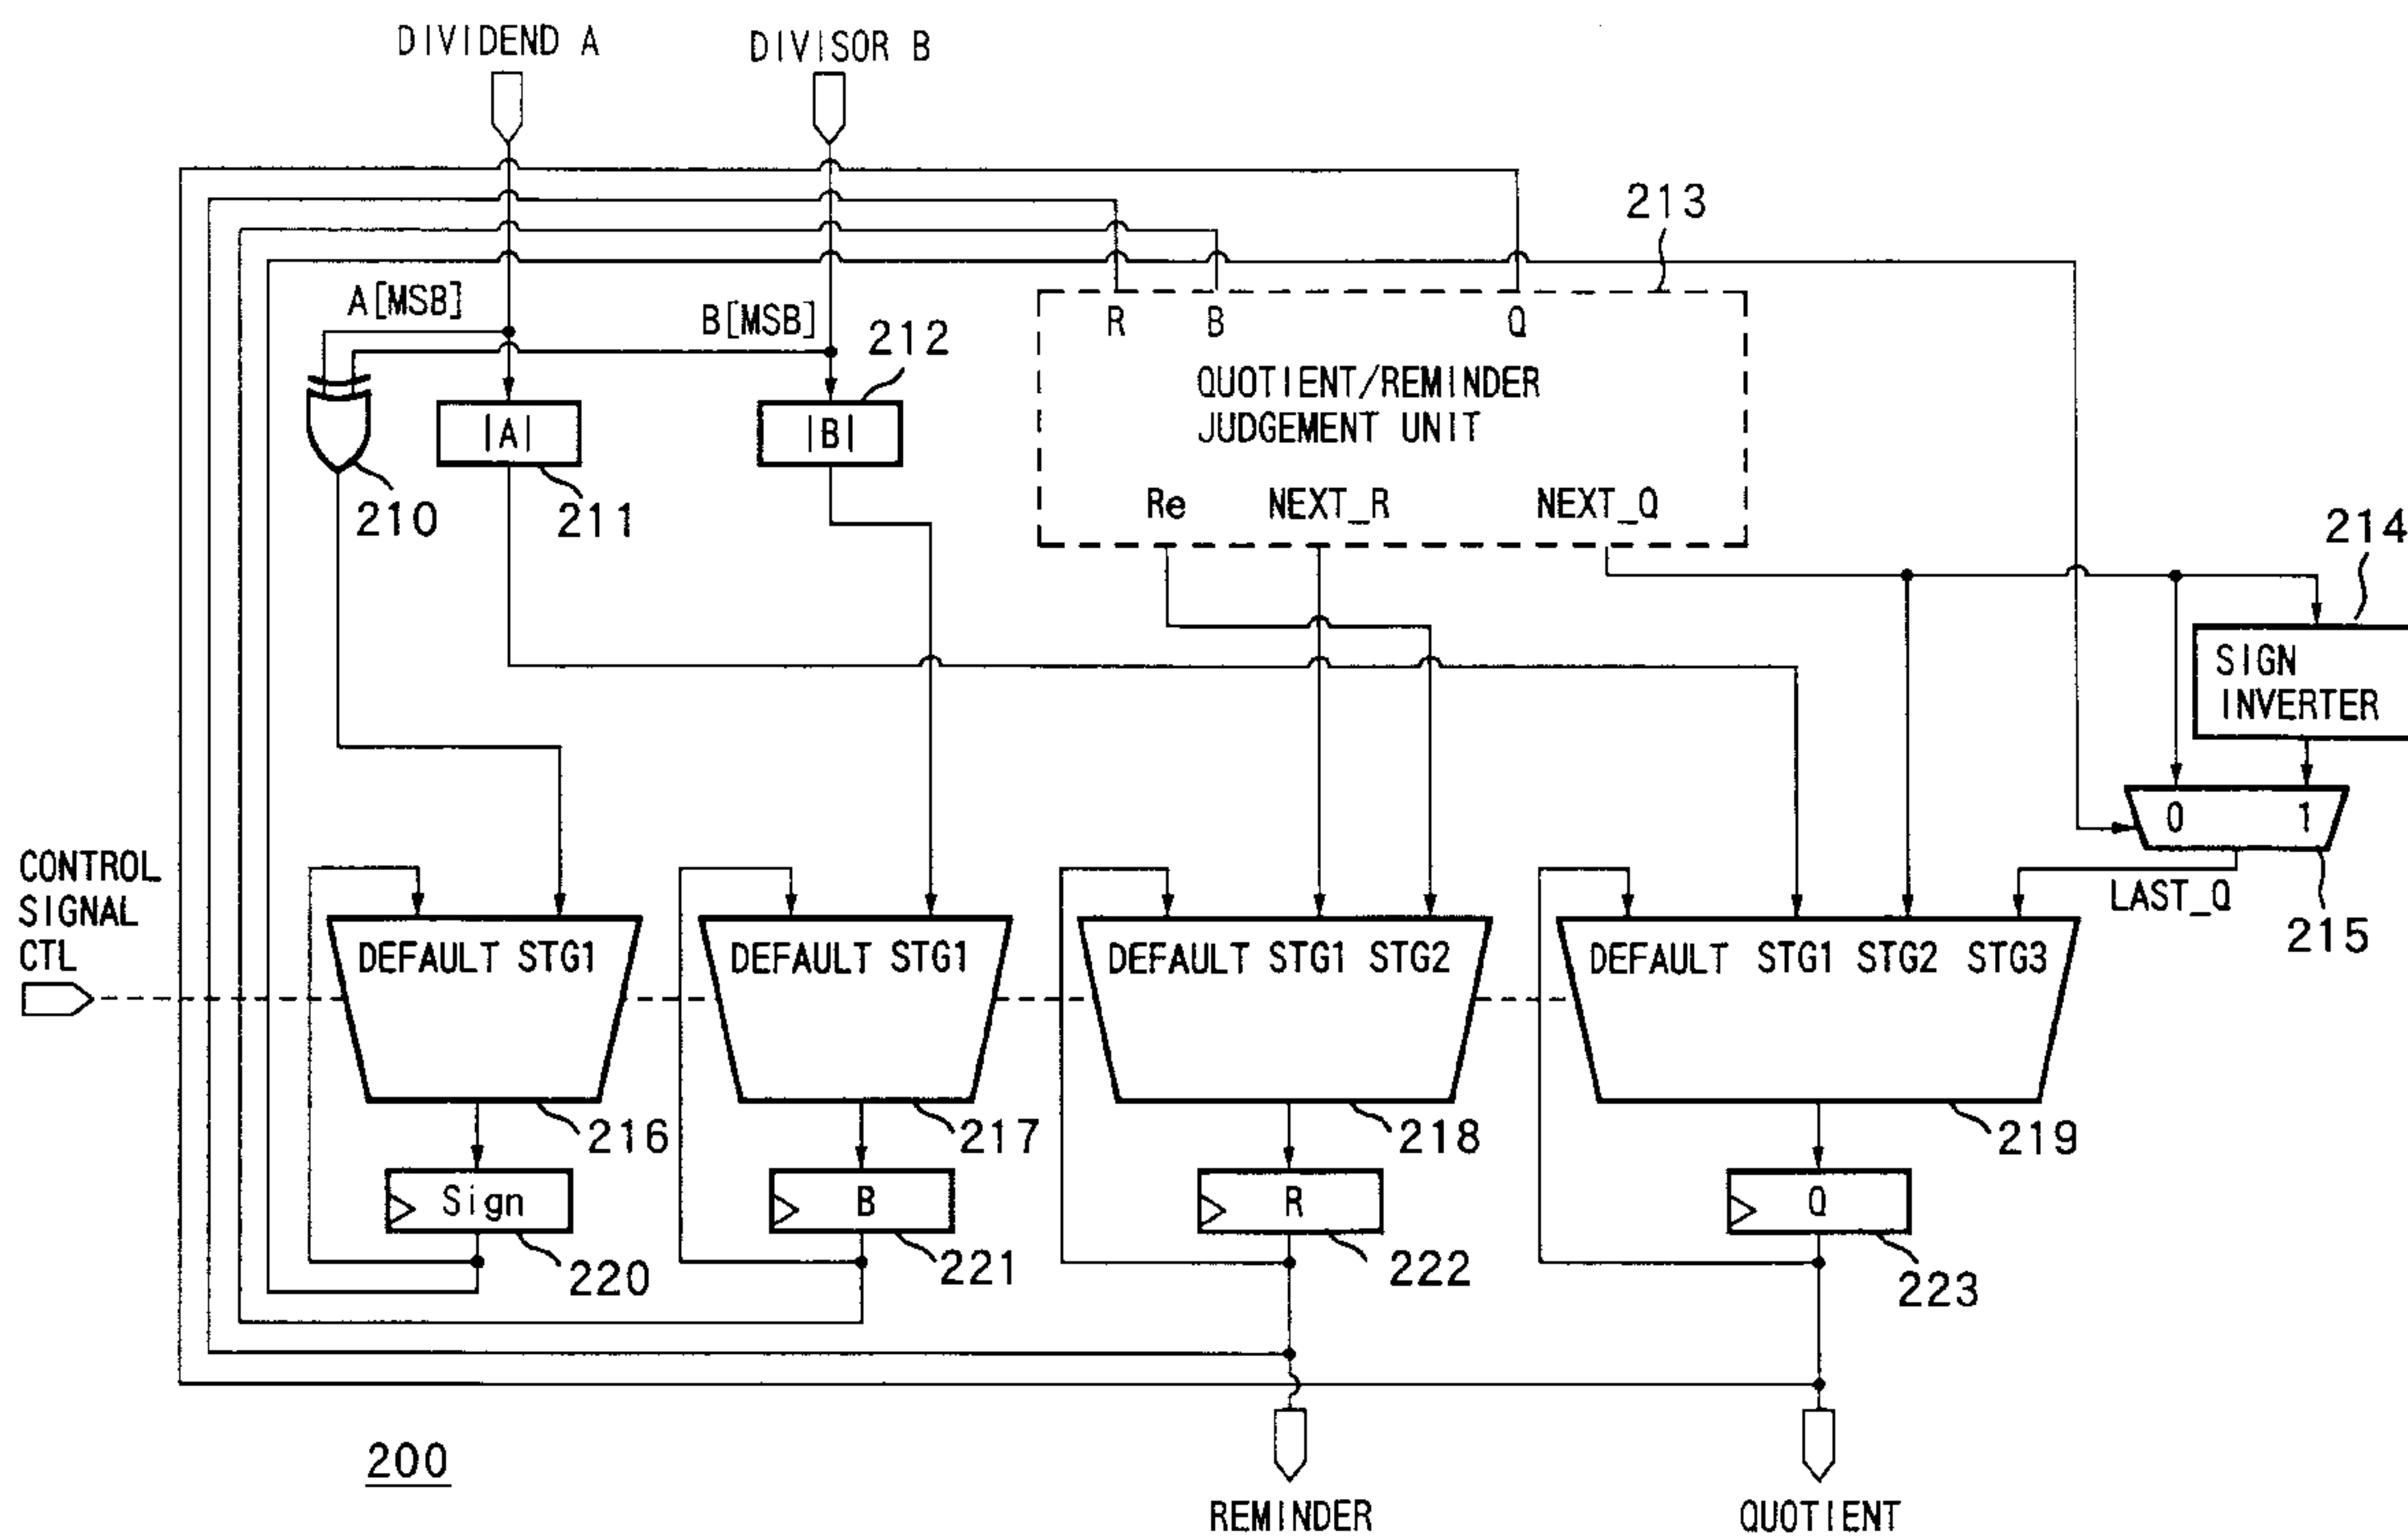 DIVIDEND A
DIVISOR B
213
A[MSB]
B[MSB]
212
R
B
Q
QUOTIENT/REMINDER
JUDGEMENT UNIT
|A|
|B|
210
211
Re
NEXT_R
NEXT_Q
214
SIGN
INVERTER
0
1
CONTROL
SIGNAL
CTL
LAST_Q
215
DEFAULT STG1
DEFAULT STG1
DEFAULT STG1 STG2
DEFAULT STG1 STG2 STG3
216
217
218
219
Sign
B
R
Q
220
221
222
223
200
REMINDER
QUOTIENT